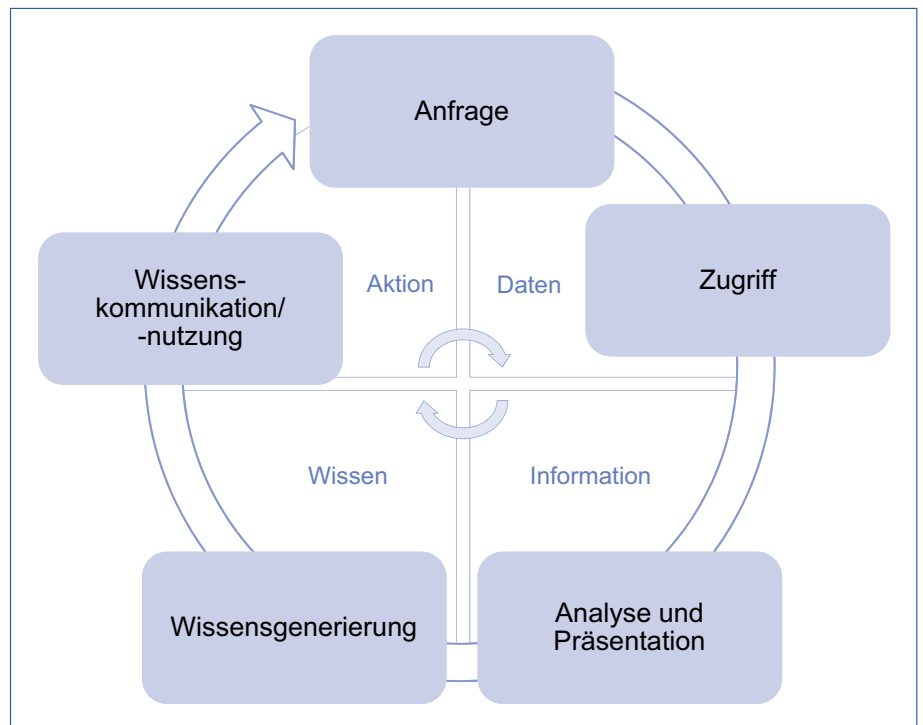 Anfrage
Zugriff
Analyse und
Präsentation
Wissensgenerierung
Wissens-
kommunikation/
-nutzung
Aktion
Daten
Information
Wissen